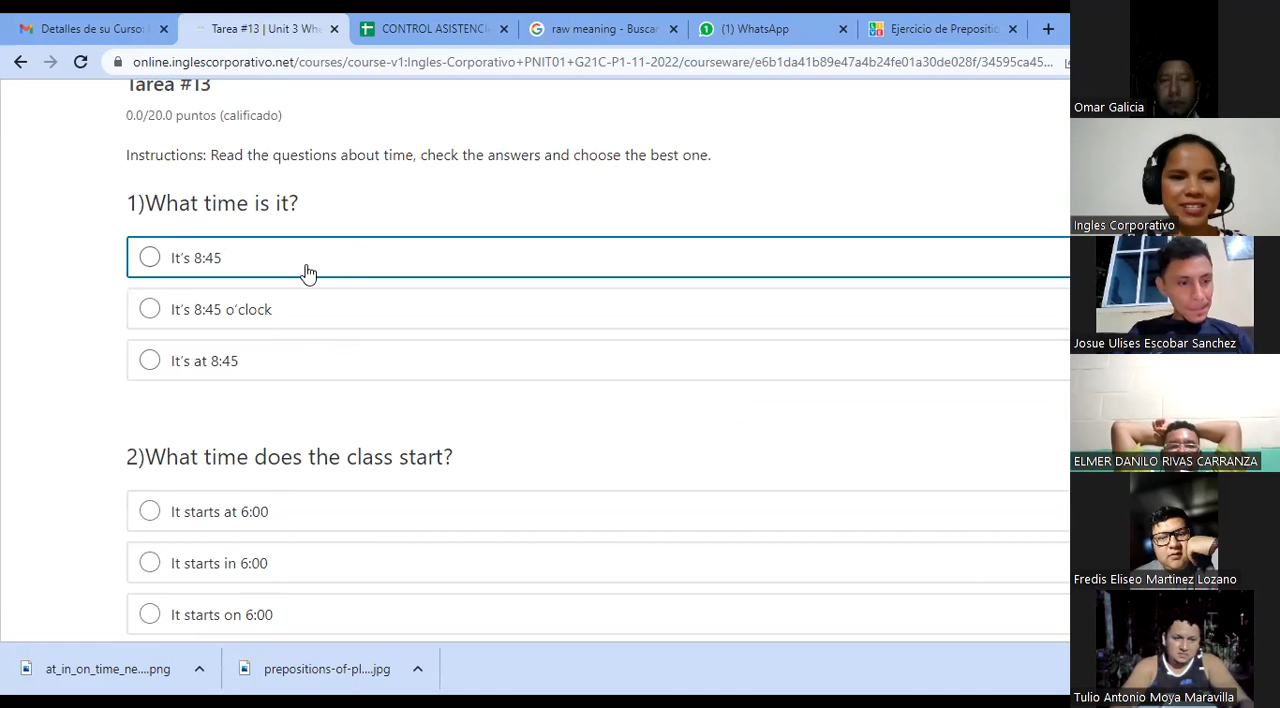 Detalles de su Curso:
Tarea #13 | Unit 3 Whe
CONTROL ASISTENCI
raw meaning - Buscar
(1) WhatsApp
Ejercicio de Prepositio
online.inglescorporativo.net/courses/course-v1:Ingles-Corporativo+PNIT01+G21C-P1-11-2022/courseware/e6b1da41b89e47a4b24fe01a30de028f/34595ca45...
Tarea #13
0.0/20.0 puntos (calificado)
Instructions: Read the questions about time, check the answers and choose the best one.
1)What time is it?
It's 8:45
It's 8:45 o'clock
It's at 8:45
2)What time does the class start?
It starts at 6:00
It starts in 6:00
It starts on 6:00
at_in_on_time_ne....png
prepositions-of-pl....jpg
Omar Galicia
Ingles Corporativo
Josue Ulises Escobar Sanchez
ELMER DANILO RIVAS CARRANZA
Fredis Eliseo Martinez Lozano
Tulio Antonio Moya Maravilla